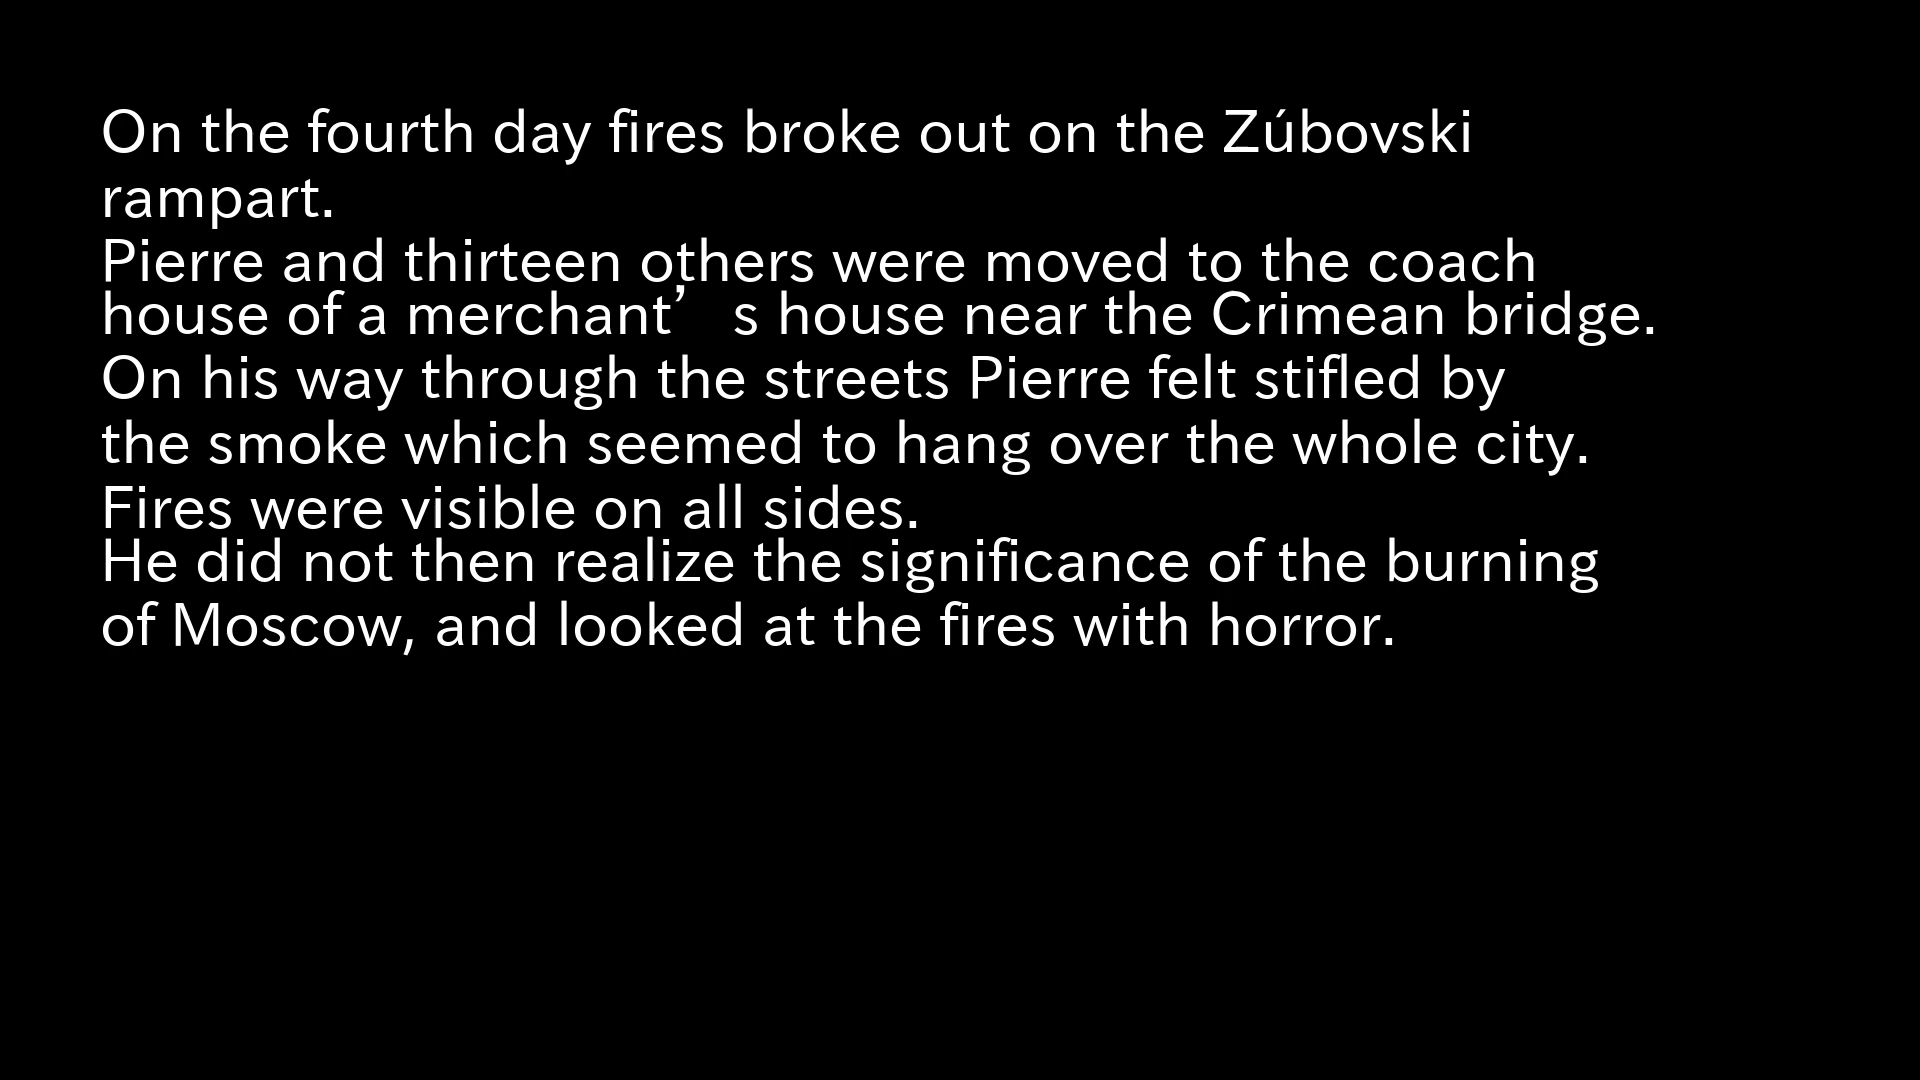 On the fourth day fires broke out on the Zúbovski
rampart.
Pierre and thirteen others were moved to the coach
house of a merchant’s house near the Crimean bridge.
On his way through the streets Pierre felt stifled by
the smoke which seemed to hang over the whole city.
Fires were visible on all sides.
He did not then realize the significance of the burning
of Moscow, and looked at the fires with horror.